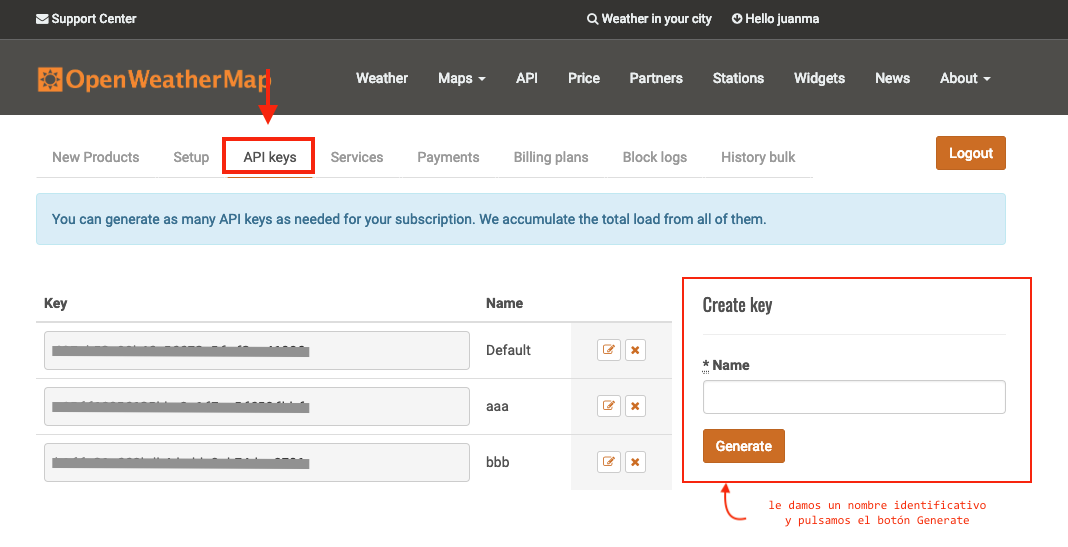 Support Center
Weather in your city
Hello juanma
OpenWeatherMap
Weather Maps API Price Partners Stations Widgets News About
New Products Setup API keys Services Payments Billing plans Block logs History bulk
Logout
You can generate as many API keys as needed for your subscription. We accumulate the total load from all of them.
Key Name
Default
aaa
bbb
Create key
* Name
Generate
le damos un nombre identificativo
y pulsamos el botón Generate